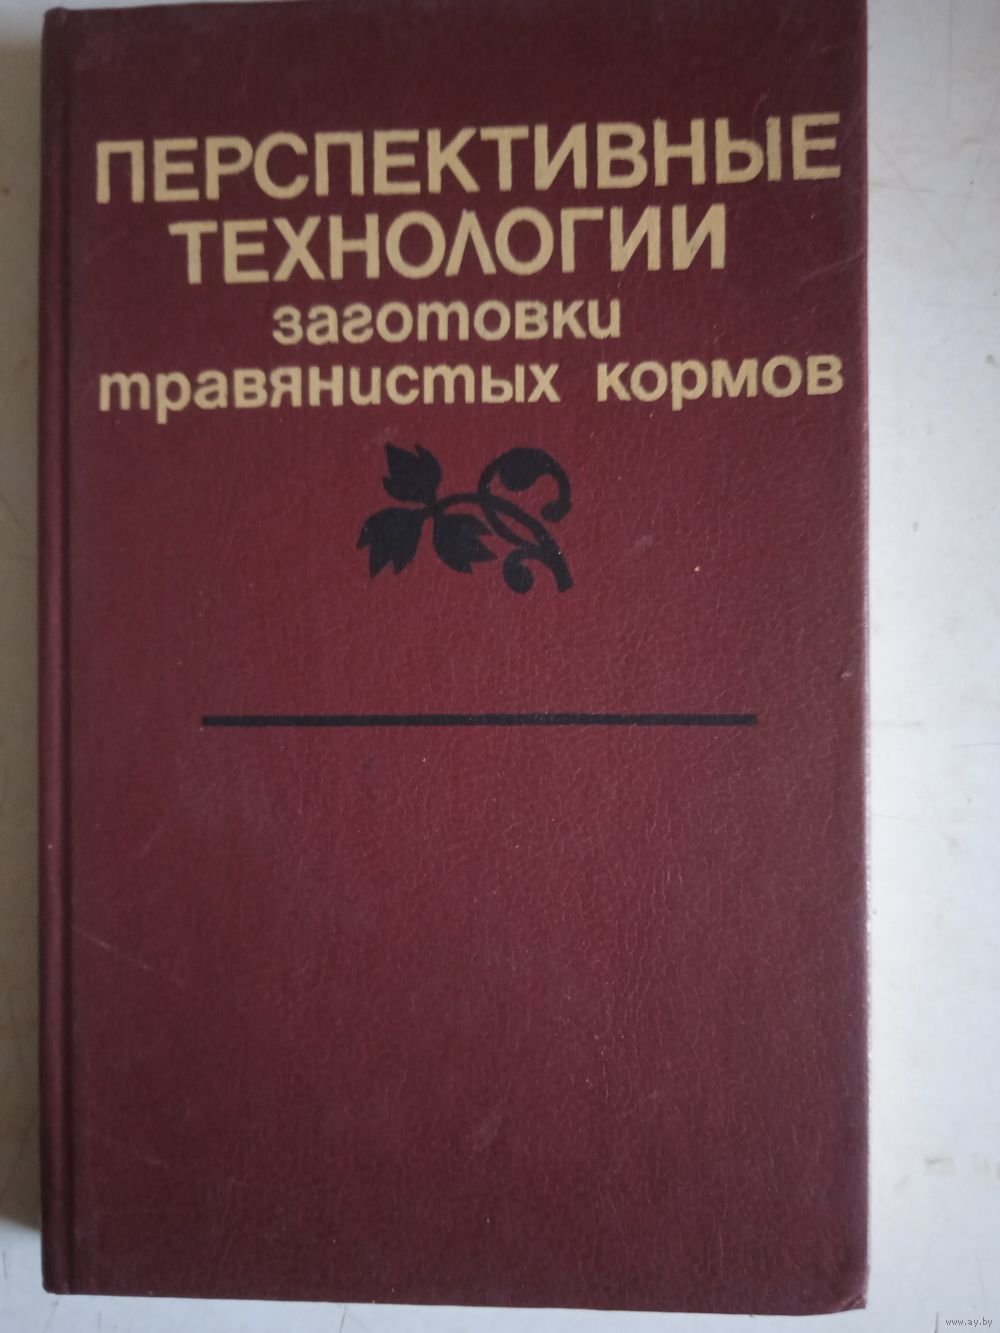 ПЕРСПЕКТИВНЫЕ
ТЕХНОЛОГИИ
заготовки
травянистых кормов
www.ay.by